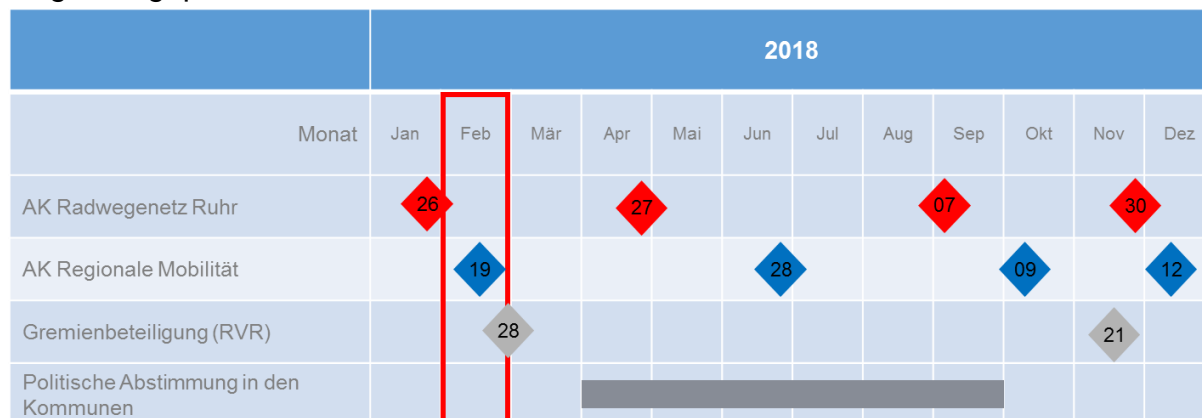 2018
Monat Jan Feb Mär Apr Mai Jun Jul Aug Sep Okt Nov Dez
AK Radwegenetz Ruhr 26 27 07 30
AK Regionale Mobilität 19 28 09 12
Gremienbeteiligung (RVR) 28 21
Politische Abstimmung in den
Kommunen